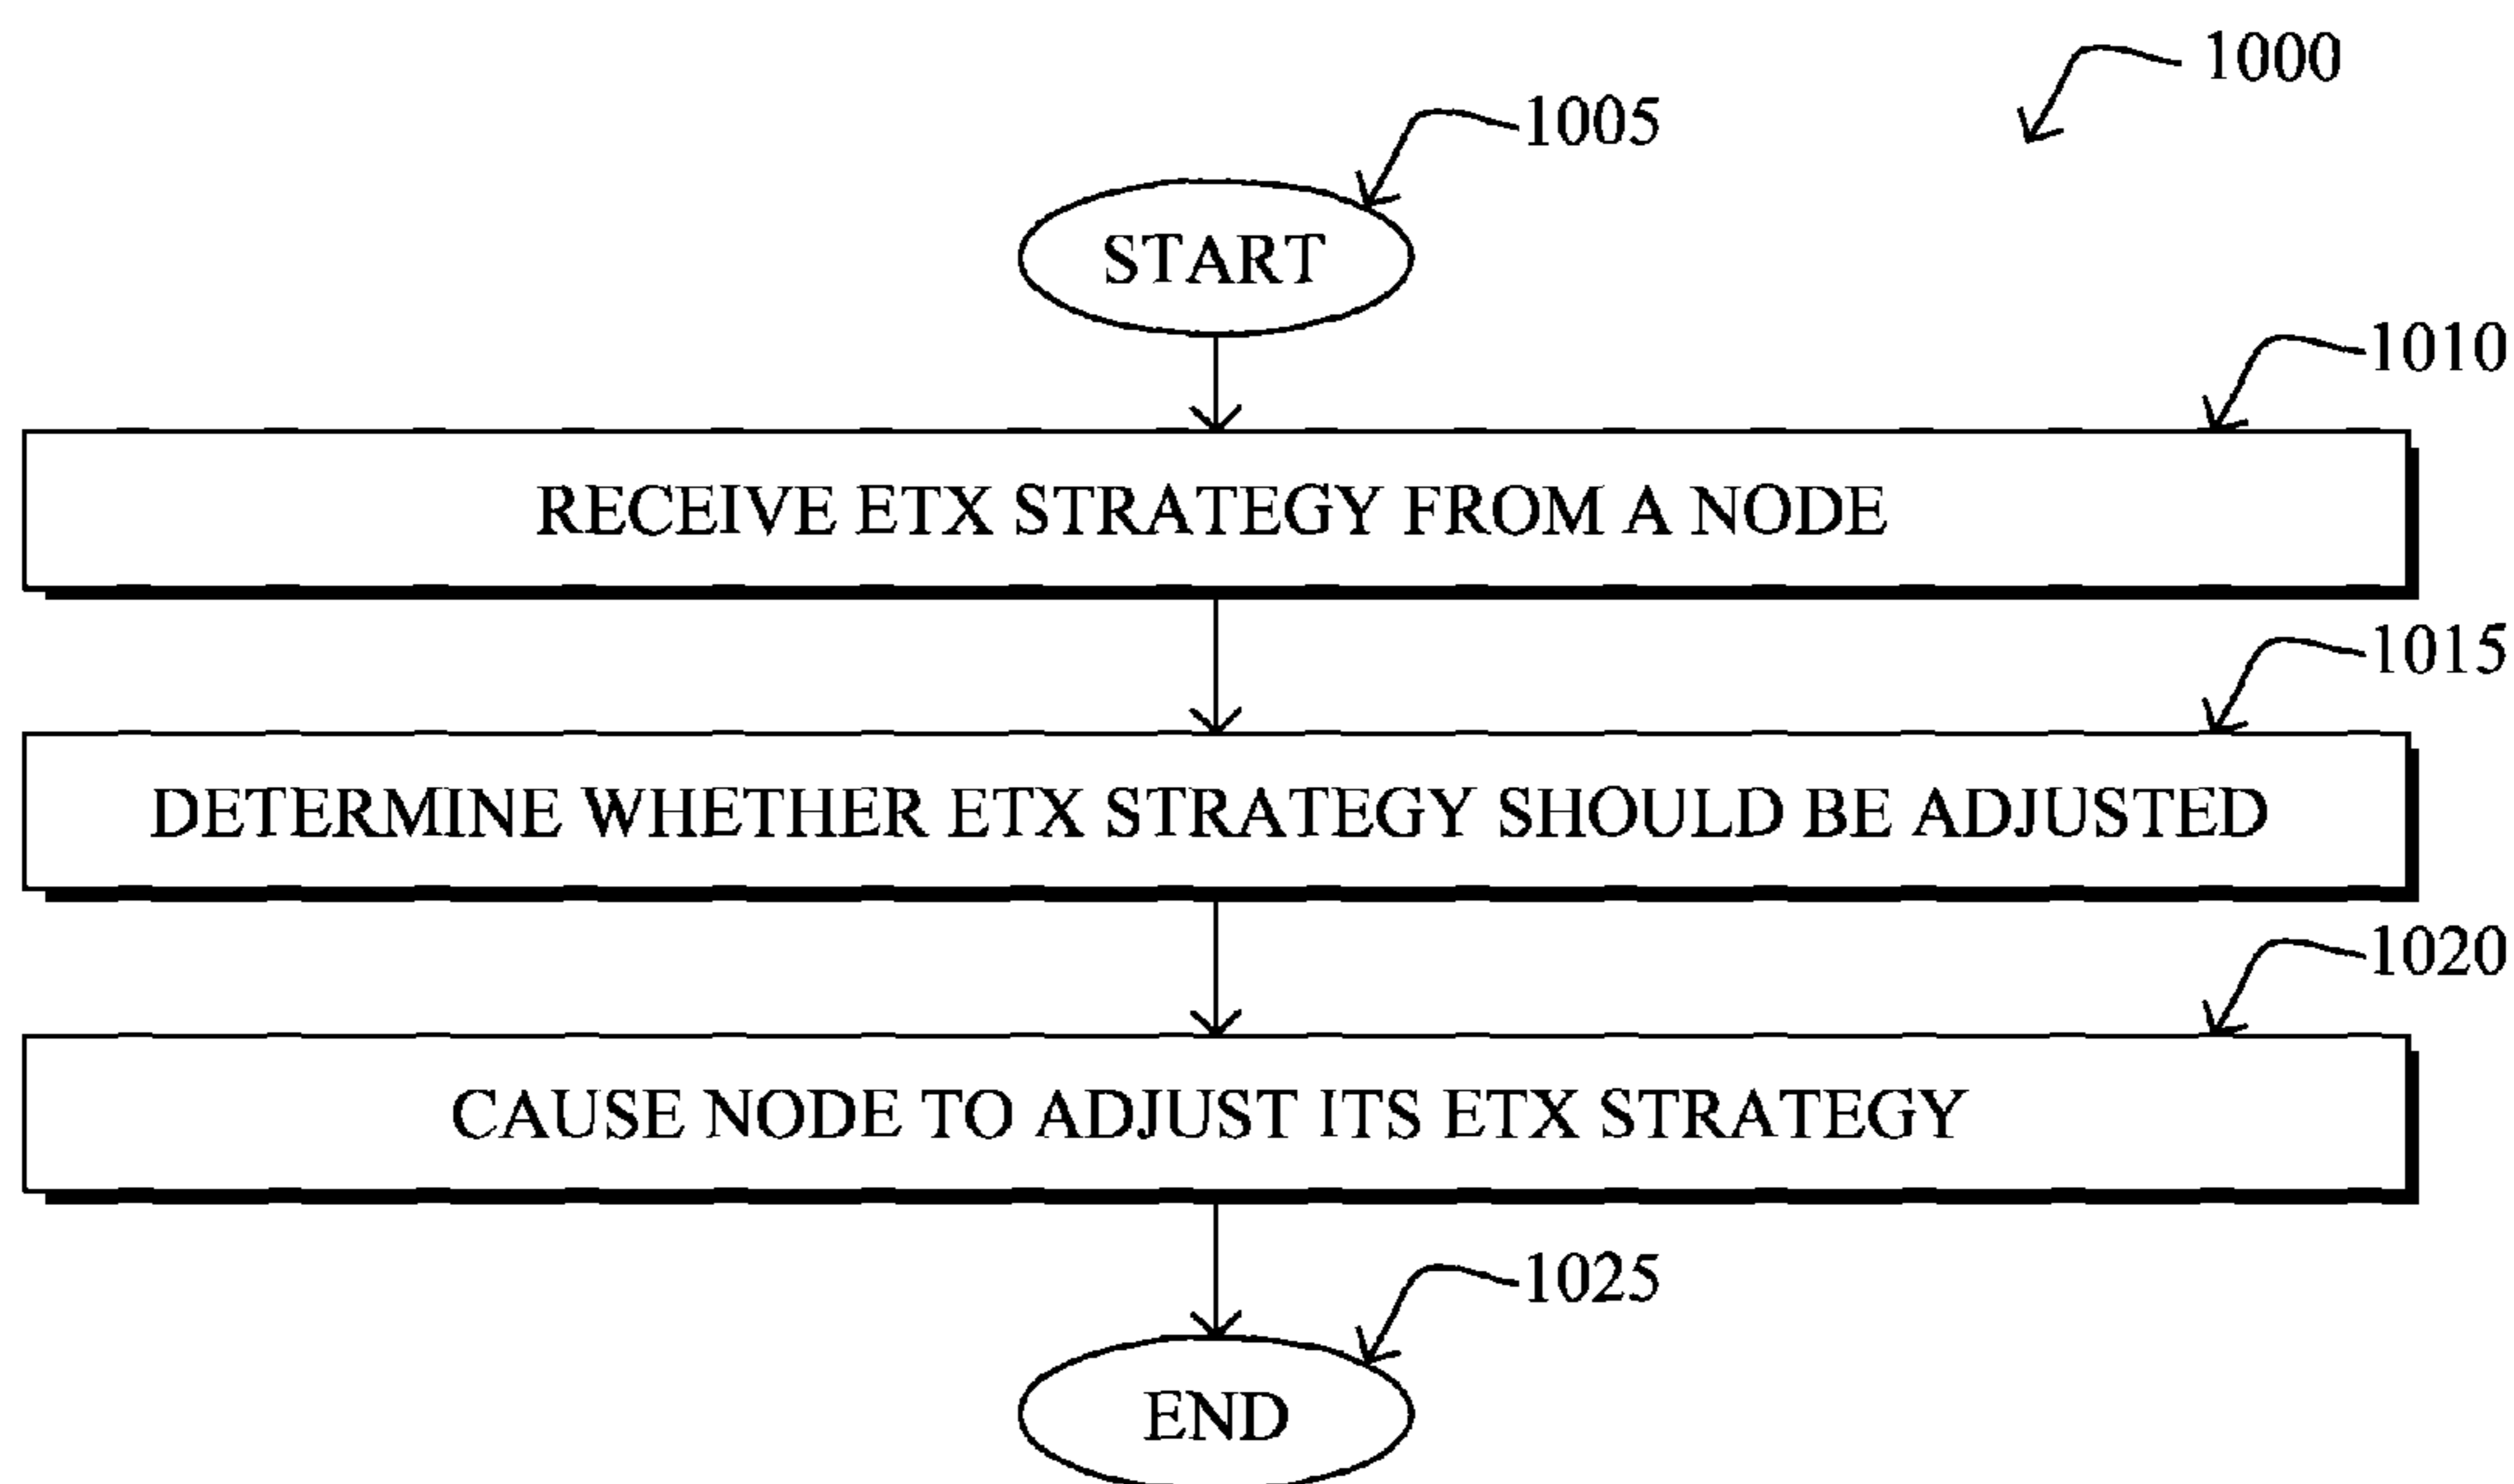 1000
1005
START
1010
RECEIVE ETX STRATEGY FROM A NODE
1015
DETERMINE WHETHER ETX STRATEGY SHOULD BE ADJUSTED
1020
CAUSE NODE TO ADJUST ITS ETX STRATEGY
1025
END